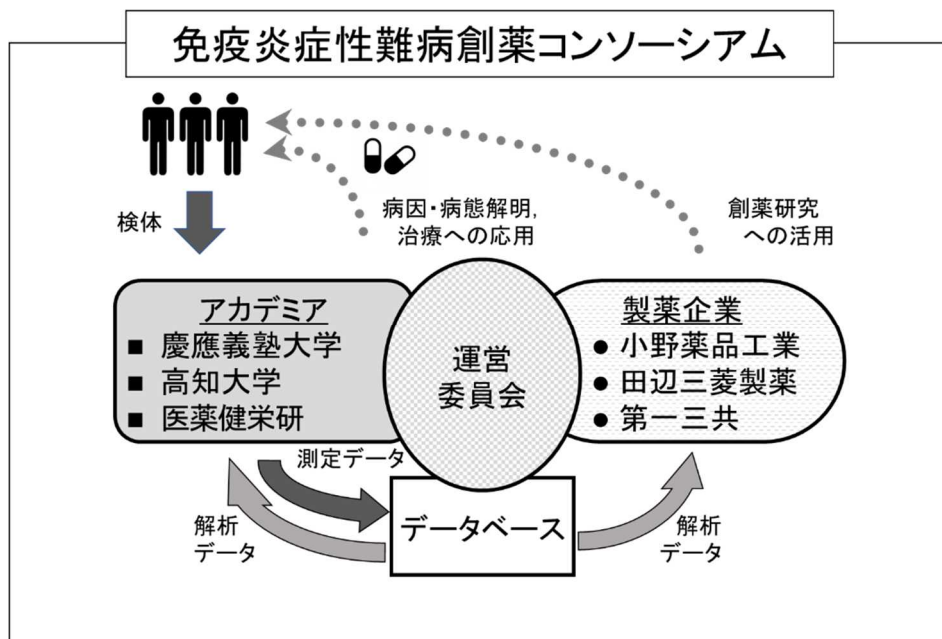 免疫炎症性難病創薬コンソーシアム
検体
病因・病態解明,
治療への応用
創薬研究
への活用
アカデミア
■ 慶應義塾大学
■ 高知大学
■ 医薬健栄研
運営
委員会
製薬企業
● 小野薬品工業
● 田辺三菱製薬
● 第一三共
測定データ
データベース
解析
データ
解析
データ